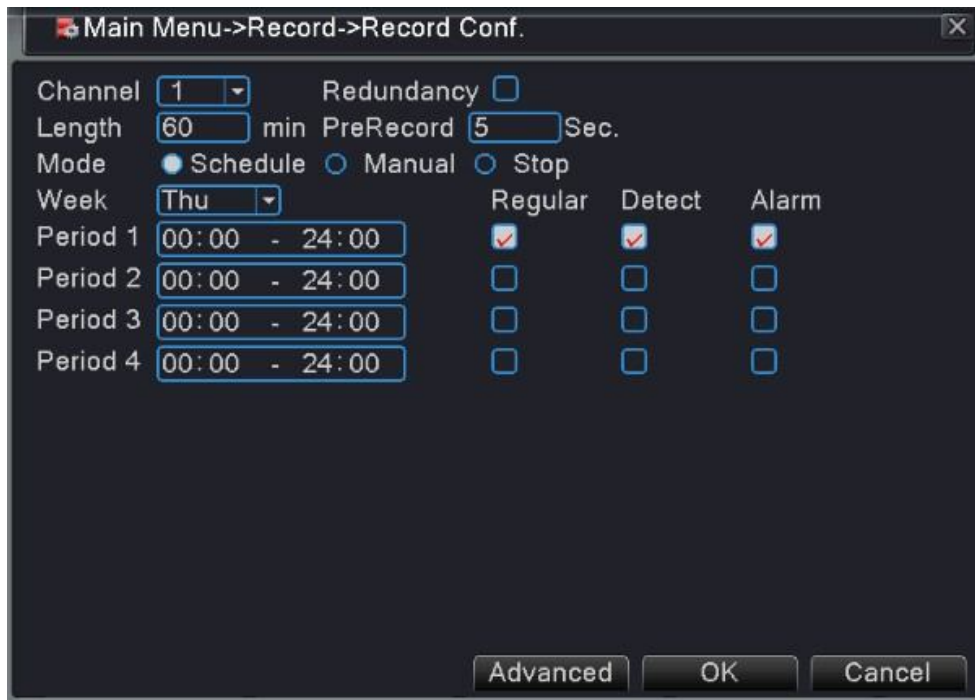 Main Menu->Record->Record Conf.
Channel 1 Redundancy
Length 60 min PreRecord 5 Sec.
Mode Schedule Manual Stop
Week Thu Regular Detect Alarm
Period 1 00:00 - 24:00
Period 2 00:00 - 24:00
Period 3 00:00 - 24:00
Period 4 00:00 - 24:00
Advanced OK Cancel